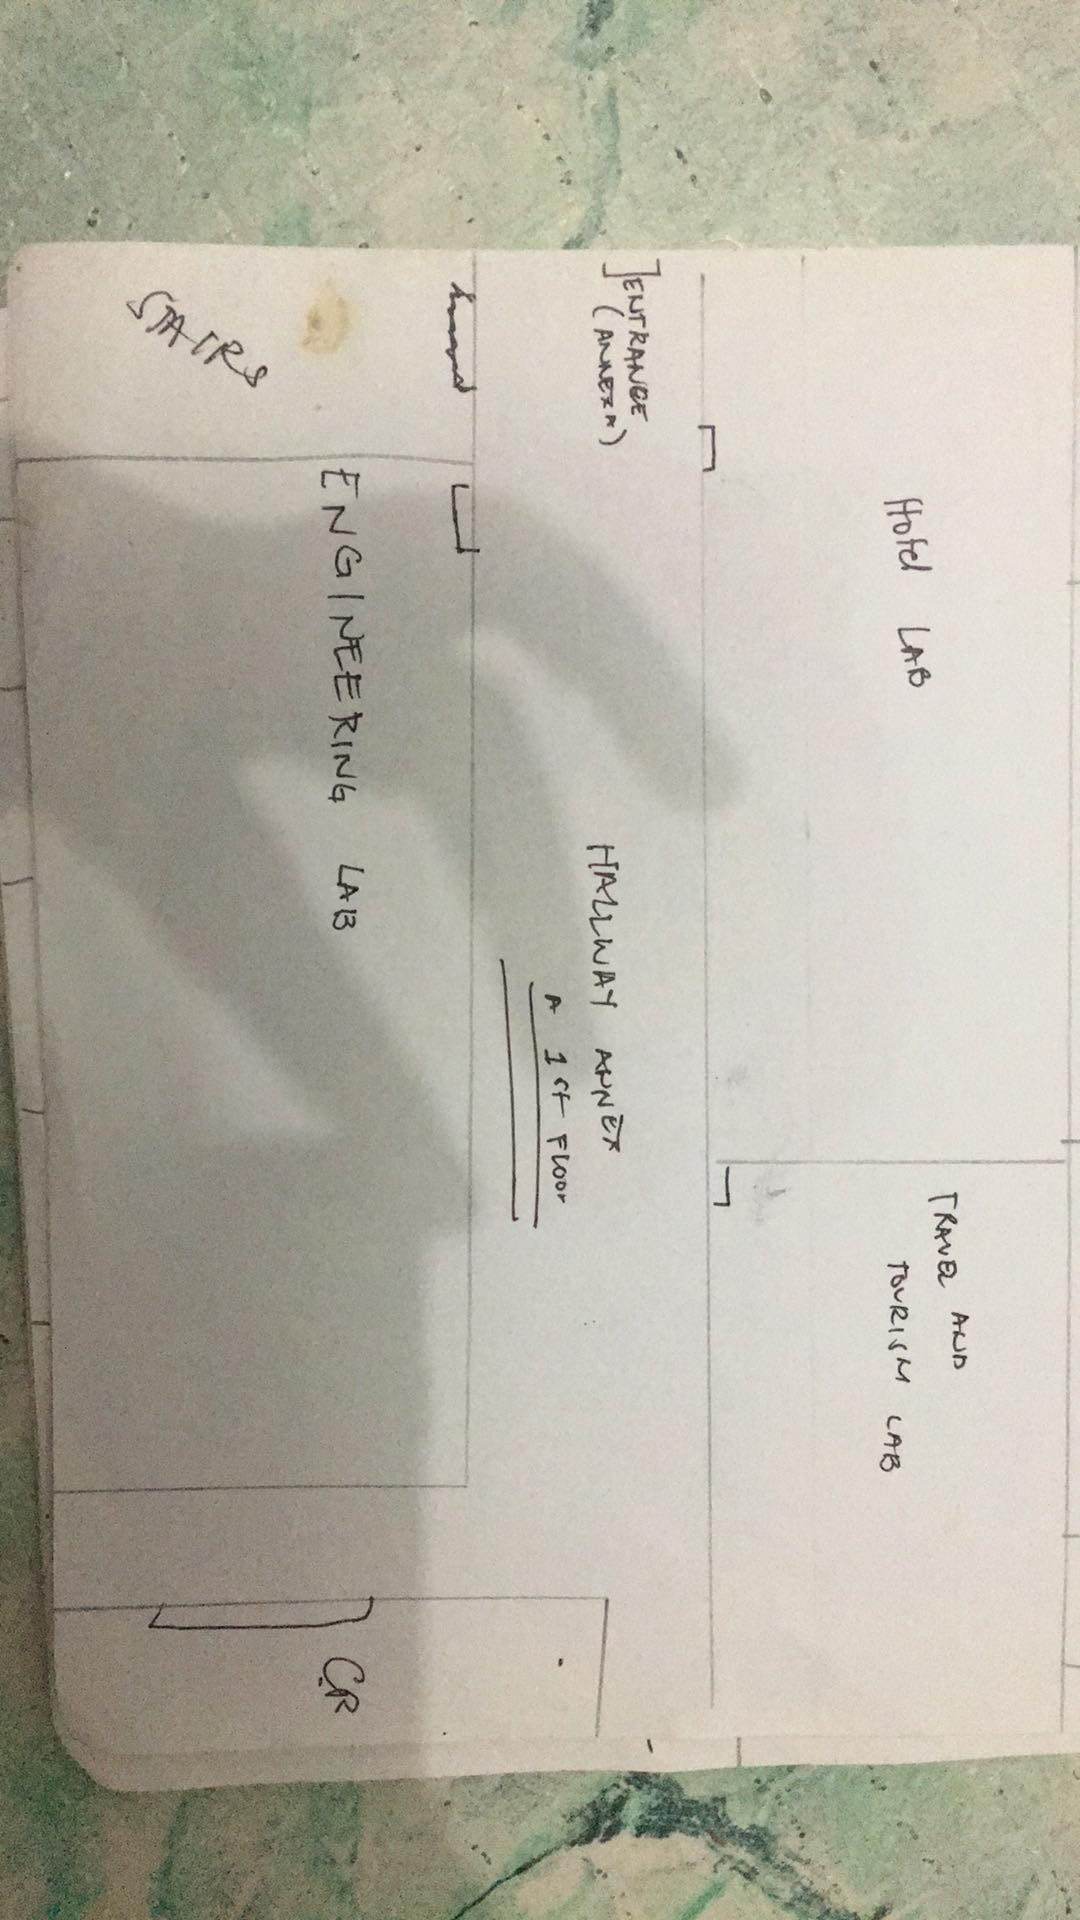 Hotel LAB
TRAVEL AND
TOURISM LAB
ENTRANCE
(ANNEX A)
HALLWAY ANNEX
A 1st FLOOR
ENGINEERING LAB
CR
STAIRS